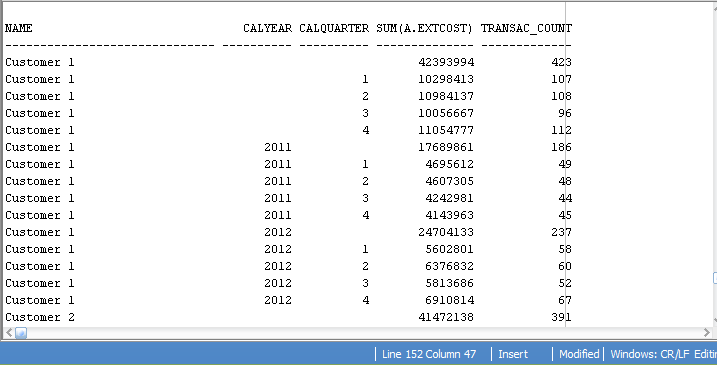 NAME CALYEAR CALQUARTER SUM(A.EXTCOST) TRANSAC_COUNT
------------------------------ ---------- ---------- -------------- -------------
Customer 1 42393994 423
Customer 1 1 10298413 107
Customer 1 2 10984137 108
Customer 1 3 10056667 96
Customer 1 4 11054777 112
Customer 1 2011 17689861 186
Customer 1 2011 1 4695612 49
Customer 1 2011 2 4607305 48
Customer 1 2011 3 4242981 44
Customer 1 2011 4 4143963 45
Customer 1 2012 24704133 237
Customer 1 2012 1 5602801 58
Customer 1 2012 2 6376832 60
Customer 1 2012 3 5813686 52
Customer 1 2012 4 6910814 67
Customer 2 41472138 391
Line 152 Column 47 Insert Modified Windows: CR/LF Editin